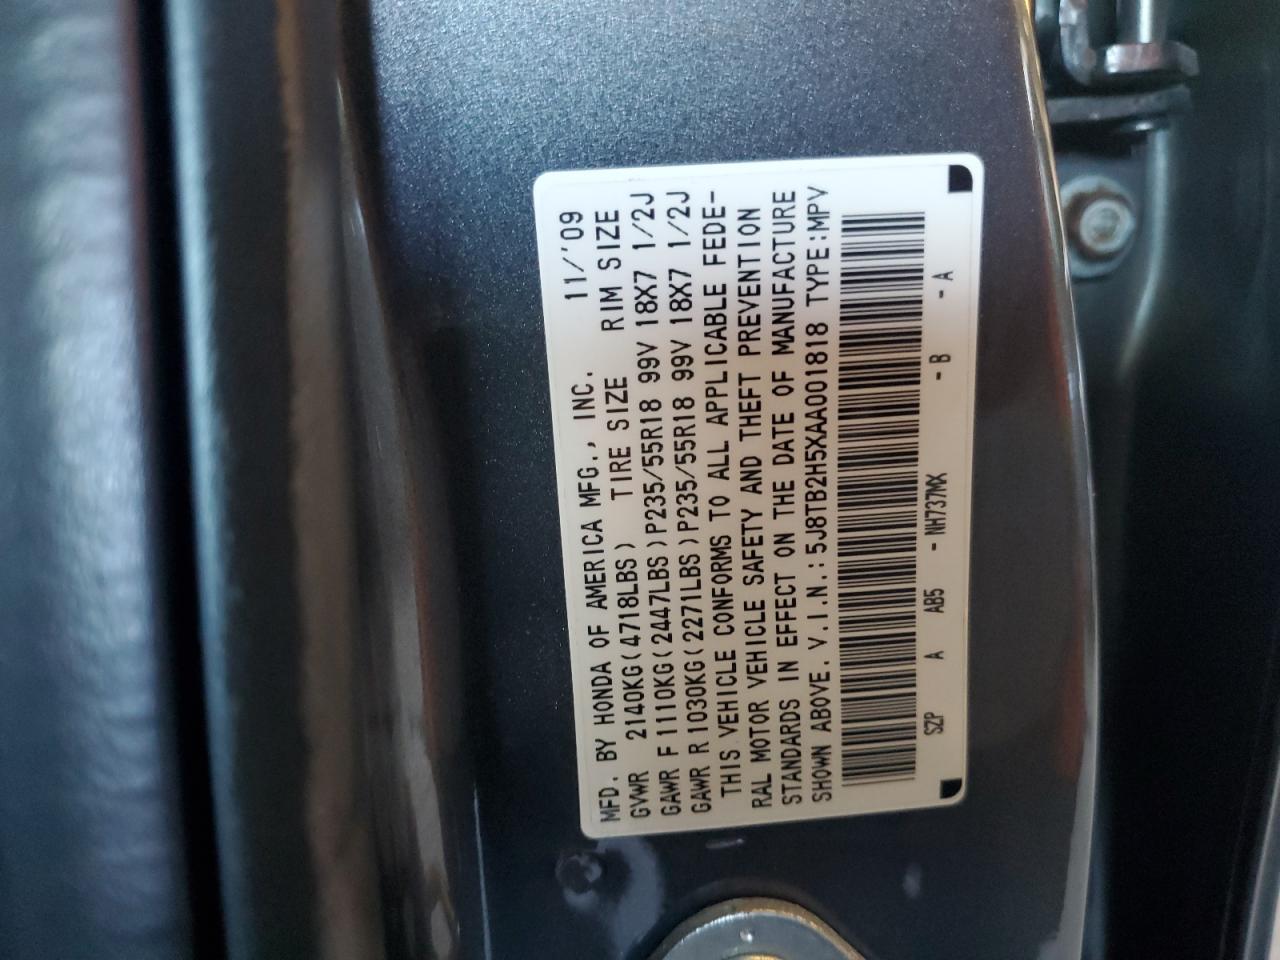 MFD. BY HONDA OF AMERICA MFG., INC. 11/'09
GVWR 2140KG(4718LBS) TIRE SIZE RIM SIZE
GAWR F 1110KG(2447LBS)P235/55R18 99V 18X7 1/2J
GAWR R 1030KG(2271LBS)P235/55R18 99V 18X7 1/2J
THIS VEHICLE CONFORMS TO ALL APPLICABLE FEDE-
RAL MOTOR VEHICLE SAFETY AND THEFT PREVENTION
STANDARDS IN EFFECT ON THE DATE OF MANUFACTURE
SHOWN ABOVE. V.I.N.:5J8TB2H5XAA001818 TYPE:MPV
SZP A AB5 - NH737MX - B - A